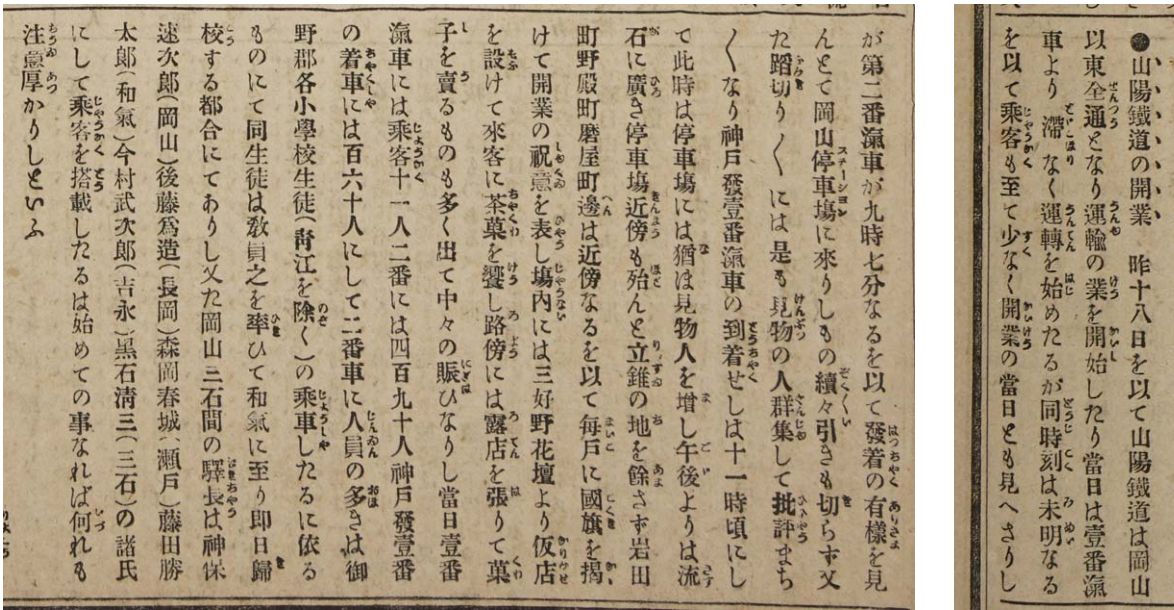 ●山陽鐵道の開業　昨十八日を以て山陽鐵道は岡山
以東全通となり運輸の業を開始したり當日は壹番滊
車より滯なく運轉を始めたるが同時刻は未明なる
を以て乘客も至て少なく開業の當日とも見へさりし
が第二番滊車が九時七分なるを以て發着の有樣を見
んとて岡山停車塲に來りしもの續々引きも切らす又
た蹈切り〱には是も見物の人群集して批評まち
〱なり神戸發壹番滊車の到着せしは十一時頃にし
て此時は停車塲には猶ほ見物人を增し午後よりは流
石に廣き停車塲近傍も殆んと立錐の地を餘さず岩田
町野殿町磨屋町邊は近傍なるを以て每戸に國旗を揭
けて開業の祝意を表し塲內には三好野花壇より仮店
を設けて來客に茶菓を饗し路傍には露店を張りて菓
子を賣るものも多く出て中々の賑ひなりし當日壹番
滊車には乘客十一人二番には四百九十人神戸發壹番
の着車には百六十人にして二番車に人員の多きは御
野郡各小學校生徒(靑江を除く)の乘車したるに依る
ものにて同生徒は敎員之を率ひて和氣に至り即日歸
校する都合にてありし又た岡山三石間の驛長は神保
速次郞(岡山)後藤爲造(長岡)森岡春城(瀨戸)藤田勝
太郞(和氣)今村武次郞(吉永)黑石淸三(三石)の諸氏
にして乘客を搭載したるは始めての事なれば何れも
注意厚かりしといふ